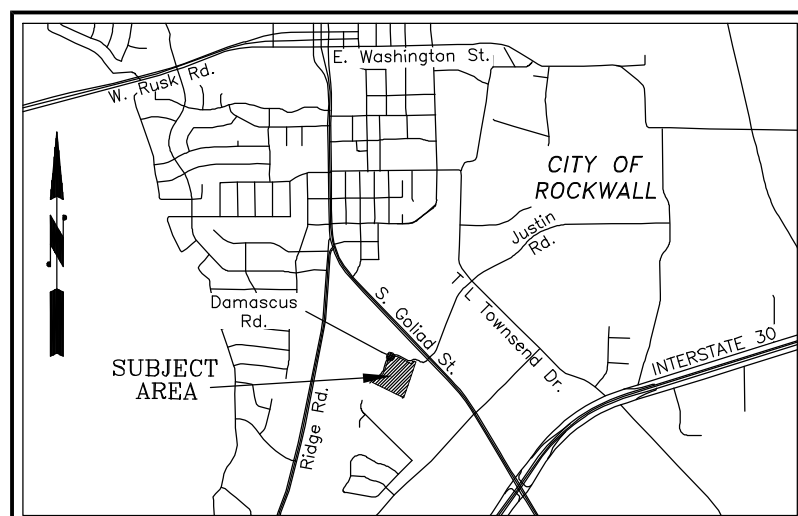 E. Washington St.
W. Rusk Rd.
CITY OF
ROCKWALL
N
Justin
Rd.
Damascus
Rd.
S. Goliad St.
T L Townsend Dr.
SUBJECT
AREA
INTERSTATE 30
Ridge Rd.